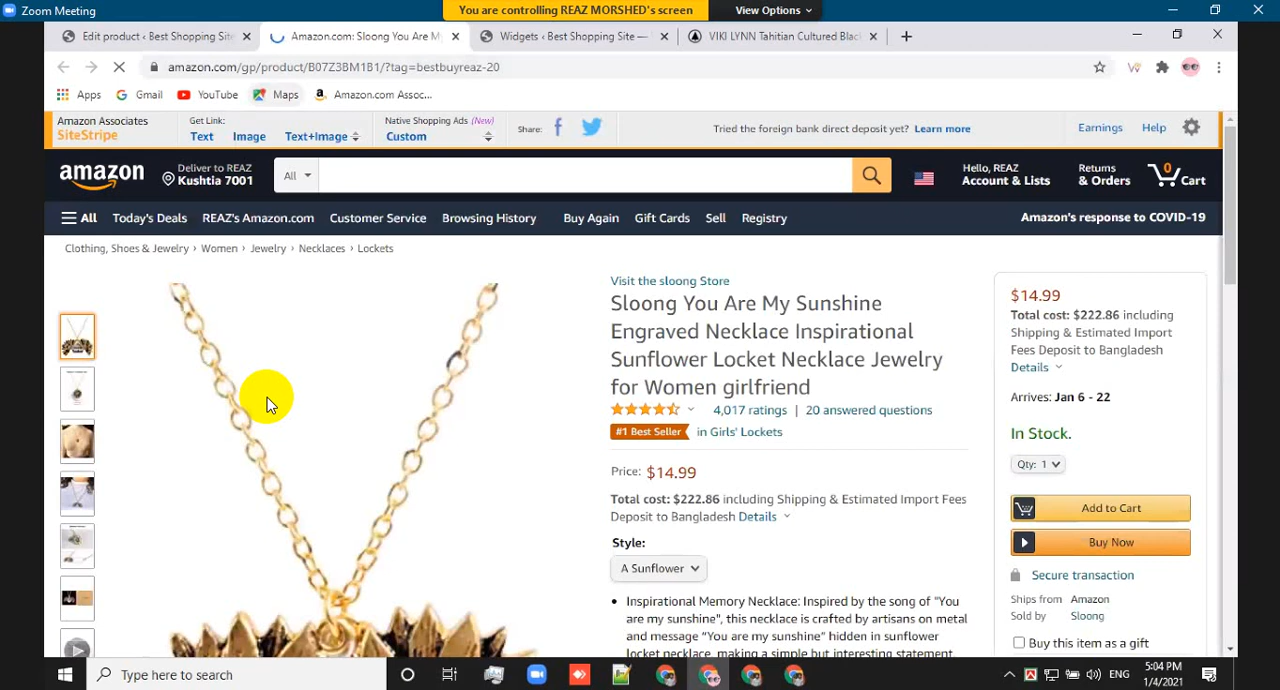 Zoom Meeting
You are controlling REAZ MORSHED's screen
View Options
Edit product ‹ Best Shopping Site
Amazon.com: Sloong You Are M
Widgets ‹ Best Shopping Site —
VIKI LYNN Tahitian Cultured Blac
amazon.com/gp/product/B07Z3BM1B1/?tag=bestbuyreaz-20
Apps
Gmail
YouTube
Maps
Amazon.com Assoc...
Amazon Associates
SiteStripe
Get Link:
Text
Image
Text+Image
Native Shopping Ads (New)
Custom
Share:
Tried the foreign bank direct deposit yet? Learn more
Earnings
Help
amazon
Deliver to REAZ
Kushtia 7001
All
Hello, REAZ
Account & Lists
Returns
& Orders
0
Cart
All
Today's Deals
REAZ's Amazon.com
Customer Service
Browsing History
Buy Again
Gift Cards
Sell
Registry
Amazon's response to COVID-19
Clothing, Shoes & Jewelry › Women › Jewelry › Necklaces › Lockets
Visit the sloong Store
Sloong You Are My Sunshine
Engraved Necklace Inspirational
Sunflower Locket Necklace Jewelry
for Women girlfriend
4,017 ratings | 20 answered questions
#1 Best Seller in Girls' Lockets
Price: $14.99
Total cost: $222.86 including Shipping & Estimated Import Fees
Deposit to Bangladesh Details
Style:
A Sunflower
• Inspirational Memory Necklace: Inspired by the song of "You
are my sunshine", this necklace is crafted by artisans on metal
and message "You are my sunshine" hidden in sunflower
locket necklace, making a simple but interesting statement.
$14.99
Total cost: $222.86 including
Shipping & Estimated Import
Fees Deposit to Bangladesh
Details
Arrives: Jan 6 - 22
In Stock.
Qty: 1
Add to Cart
Buy Now
Secure transaction
Ships from Amazon
Sold by Sloong
Buy this item as a gift
Type here to search
ENG
5:04 PM
1/4/2021